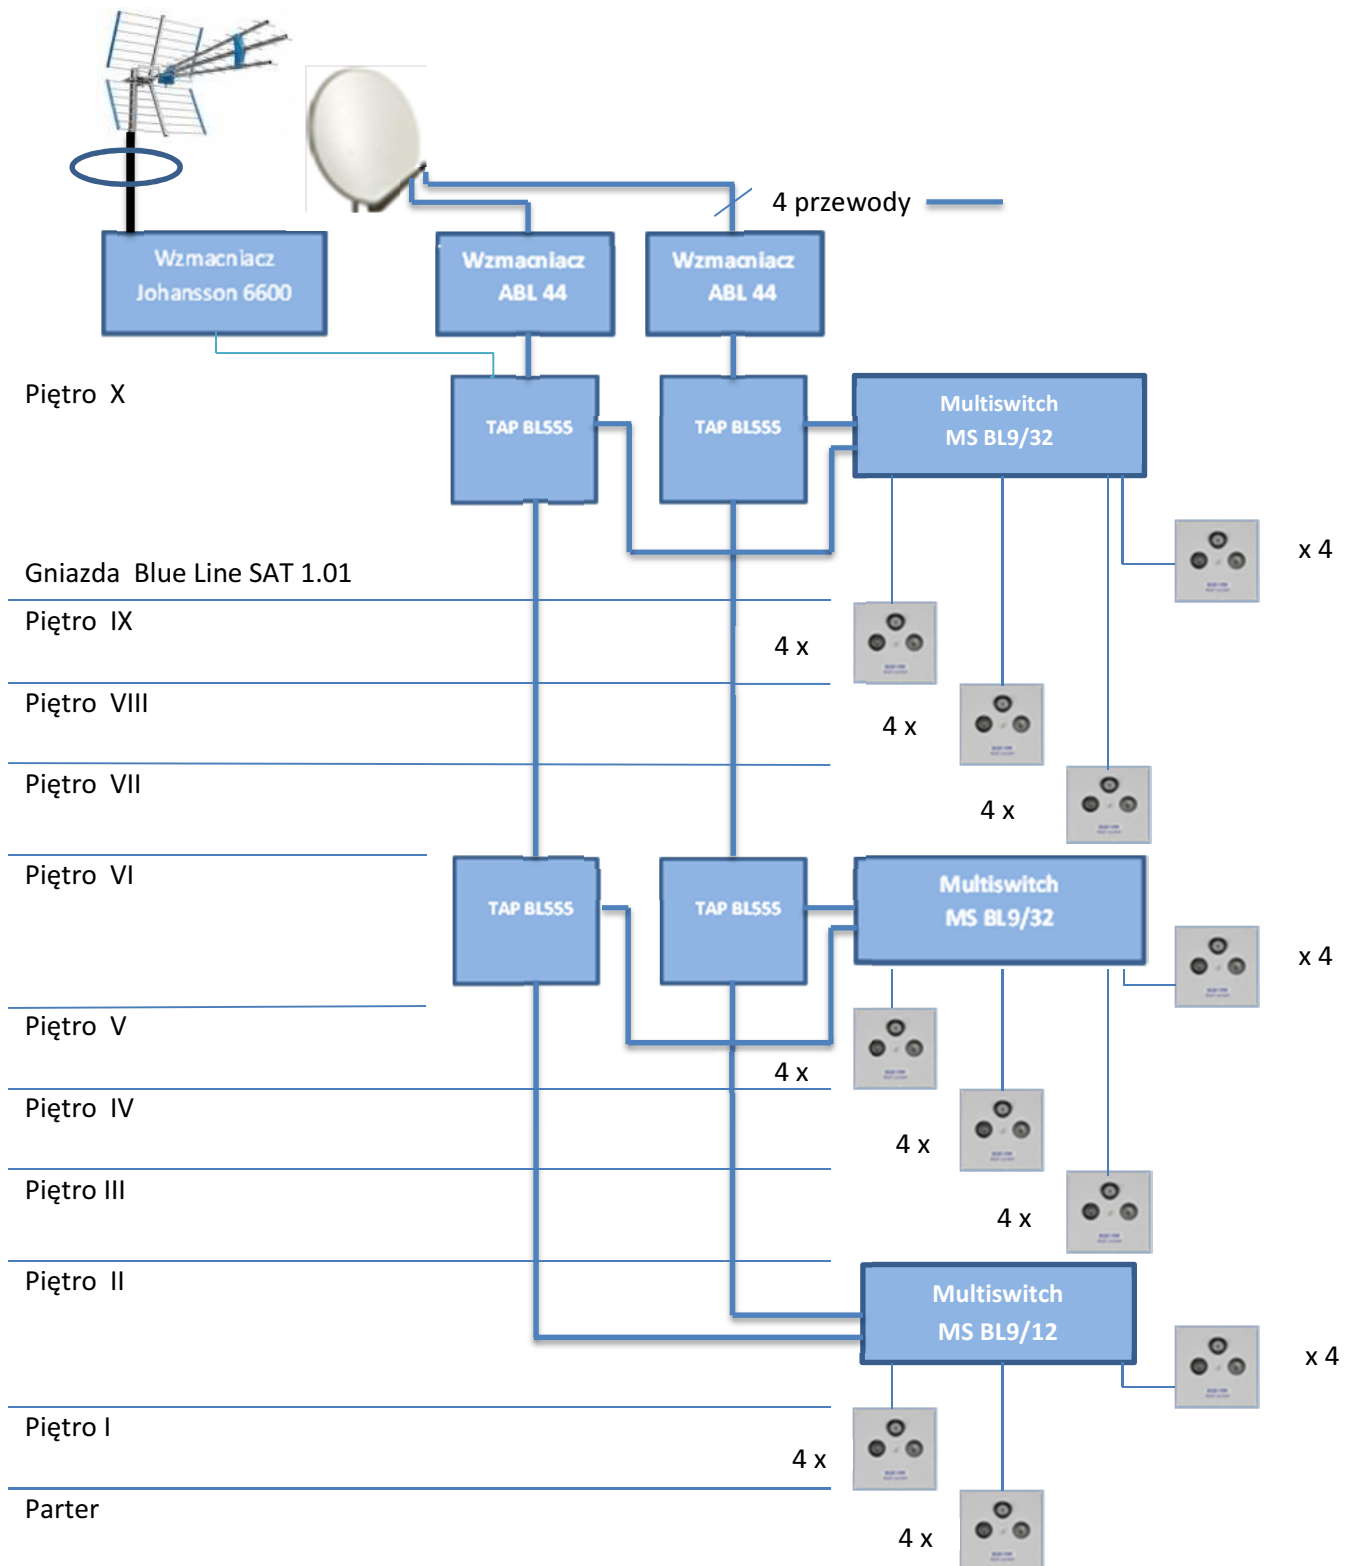 4 przewody
Wzmacniacz
Johansson 6600
Wzmacniacz
ABL 44
Wzmacniacz
ABL 44
Piętro X
TAP BL555
TAP BL555
Multiswitch
MS BL9/32
x 4
Gniazda Blue Line SAT 1.01
Piętro IX
4 x
Piętro VIII
4 x
Piętro VII
4 x
Piętro VI
TAP BL555
TAP BL555
Multiswitch
MS BL9/32
x 4
Piętro V
4 x
Piętro IV
4 x
Piętro III
4 x
Piętro II
Multiswitch
MS BL9/12
x 4
Piętro I
4 x
Parter
4 x